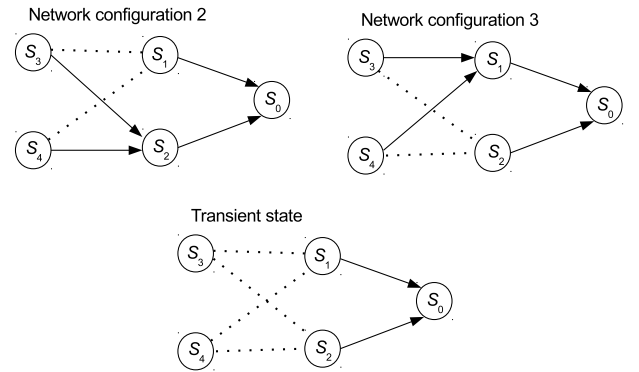 Network configuration 2
S3
S1
S0
S4
S2
Network configuration 3
S3
S1
S0
S4
S2
Transient state
S3
S1
S0
S4
S2